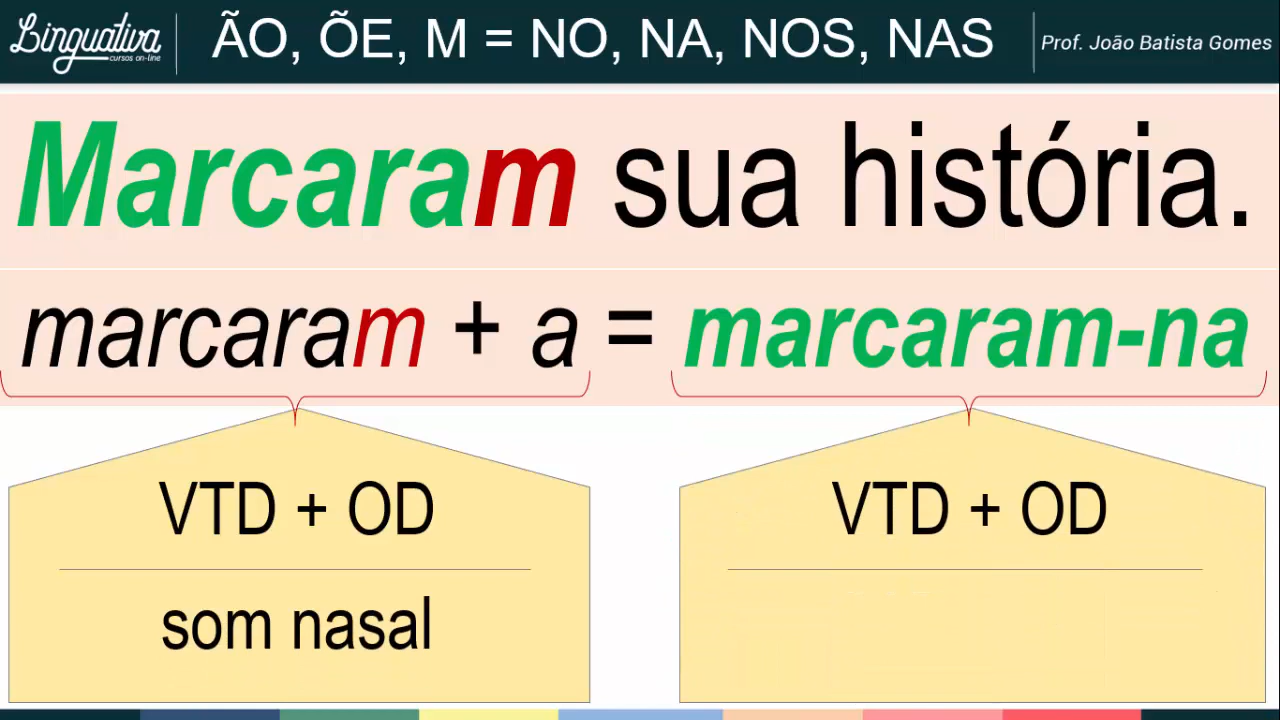 Linguativa
cursos on-line
ÃO, ÕE, M = NO, NA, NOS, NAS
Prof. João Batista Gomes
Marcaram sua história.
marcaram + a = marcaram-na
VTD + OD
som nasal
VTD + OD